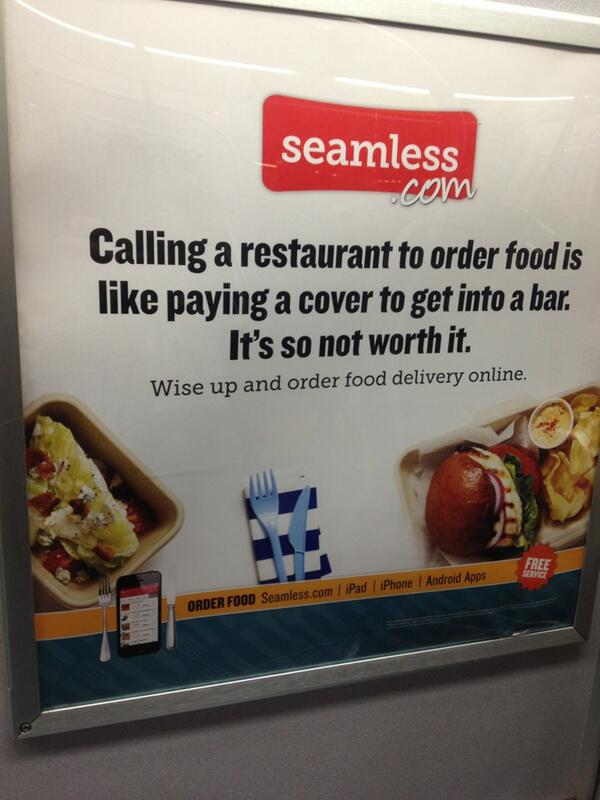 seamless
.com
Calling a restaurant to order food is
like paying a cover to get into a bar.
It's so not worth it.
Wise up and order food delivery online.
FREE
SERVICE
ORDER FOOD Seamless.com | iPad | iPhone | Android Apps